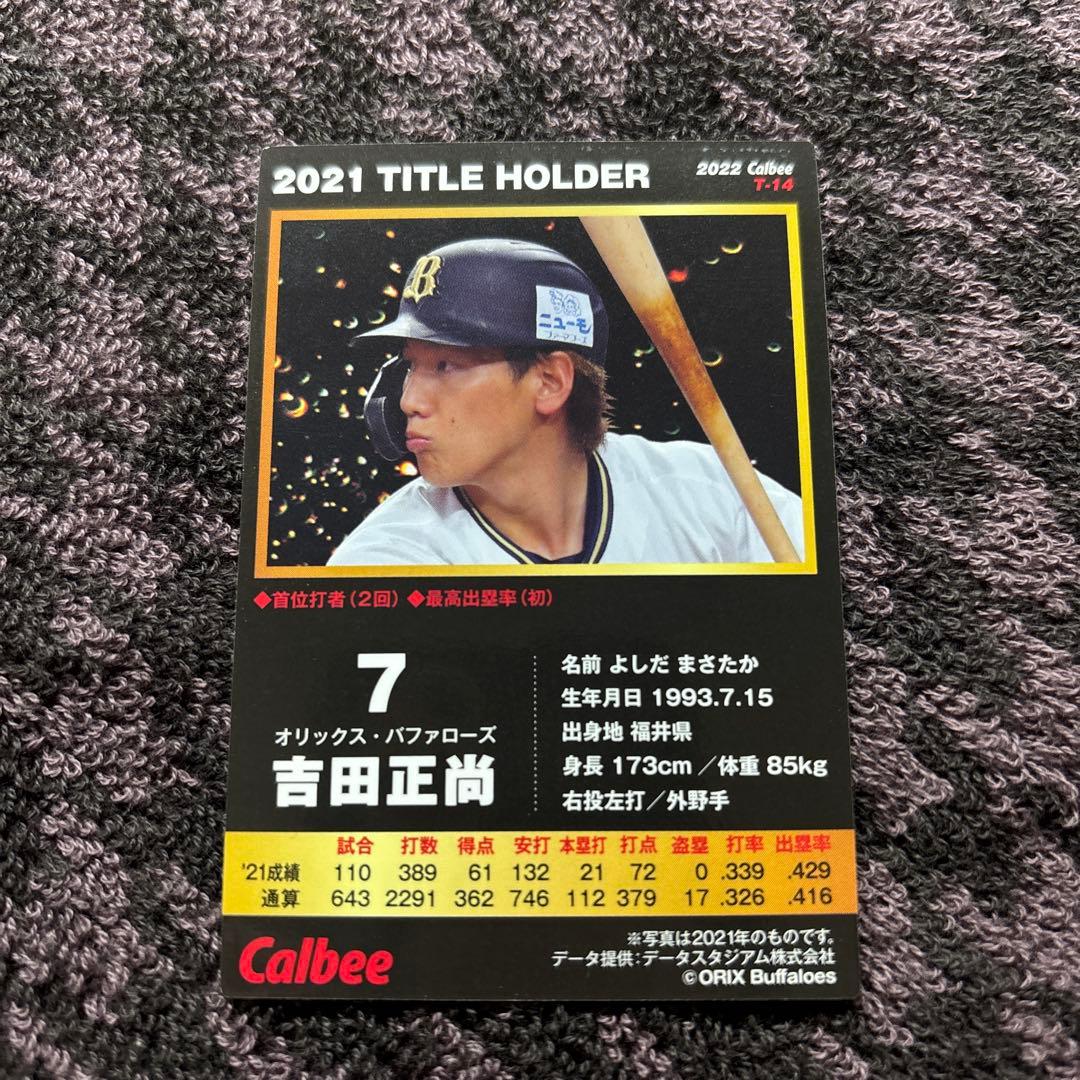 2021 TITLE HOLDER
2022 Calbee
T-14
B
ニューモ
ファーマフーズ
◆首位打者(2回) ◆最高出塁率(初)
7
オリックス・バファローズ
吉田正尚
名前 よしだ まさたか
生年月日 1993.7.15
出身地 福井県
身長 173cm／体重 85kg
右投左打／外野手
試合 打数 得点 安打 本塁打 打点 盗塁 打率 出塁率
'21成績 110 389 61 132 21 72 0 .339 .429
通算 643 2291 362 746 112 379 17 .326 .416
Calbee
※写真は2021年のものです。
データ提供：データスタジアム株式会社
©ORIX Buffaloes